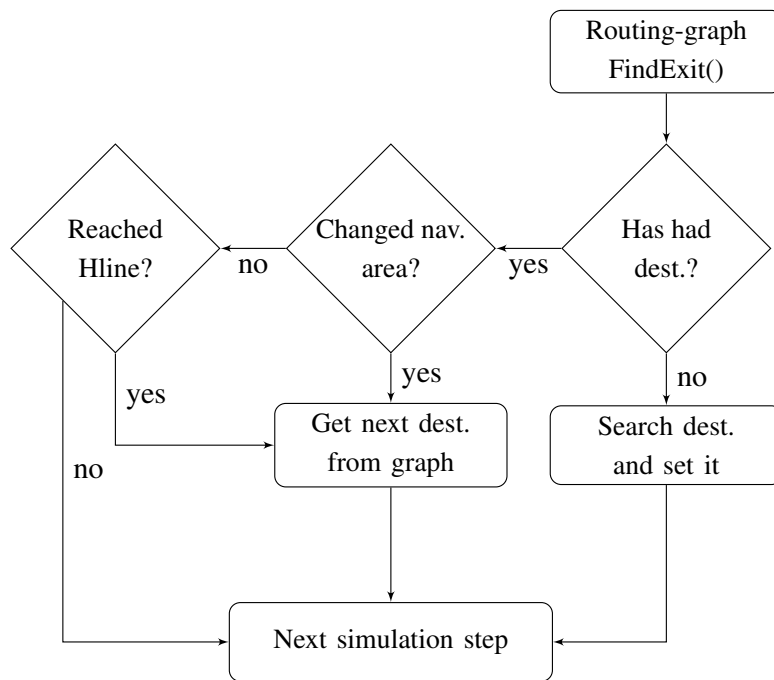 Routing-graph
FindExit()
Reached
Hline?
no
Changed nav.
area?
yes
Has had
dest.?
yes
yes
no
no
Get next dest.
from graph
Search dest.
and set it
Next simulation step
no